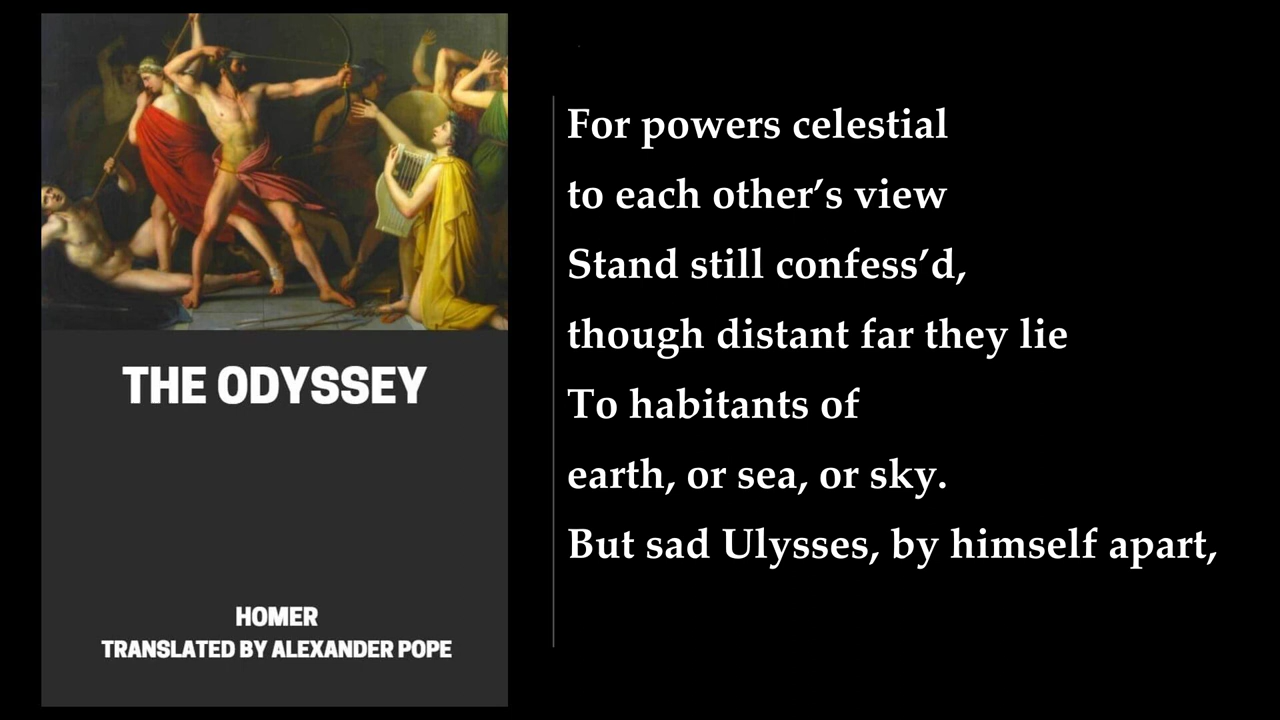 THE ODYSSEY
HOMER
TRANSLATED BY ALEXANDER POPE
For powers celestial
to each other’s view
Stand still confess’d,
though distant far they lie
To habitants of
earth, or sea, or sky.
But sad Ulysses, by himself apart,